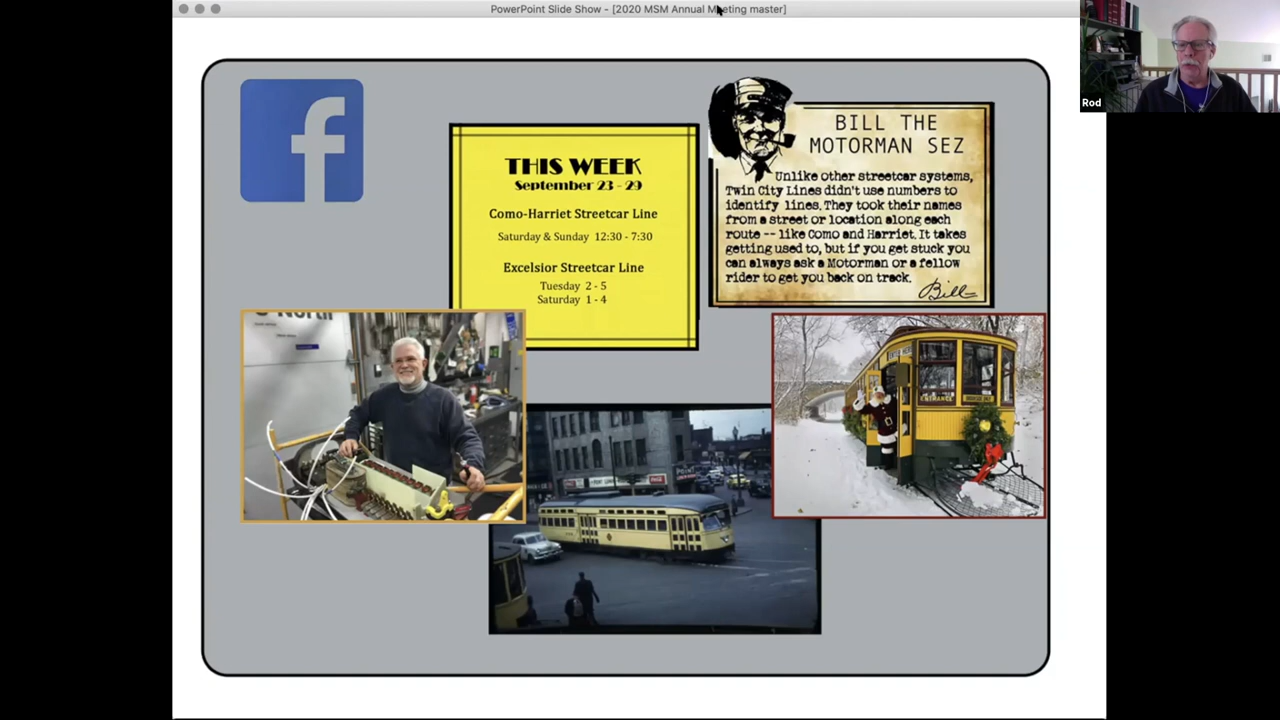 PowerPoint Slide Show - [2020 MSM Annual Meeting master]
Rod
f
THIS WEEK
September 23 - 29
Como-Harriet Streetcar Line
Saturday & Sunday 12:30 - 7:30
Excelsior Streetcar Line
Tuesday 2 - 5
Saturday 1 - 4
BILL THE
MOTORMAN SEZ
Unlike other streetcar systems,
Twin City Lines didn't use numbers to
identify lines. They took their names
from a street or location along each
route -- like Como and Harriet. It takes
getting used to, but if you get stuck you
can always ask a Motorman or a fellow
rider to get you back on track.
Bill
North
ENTRANCE